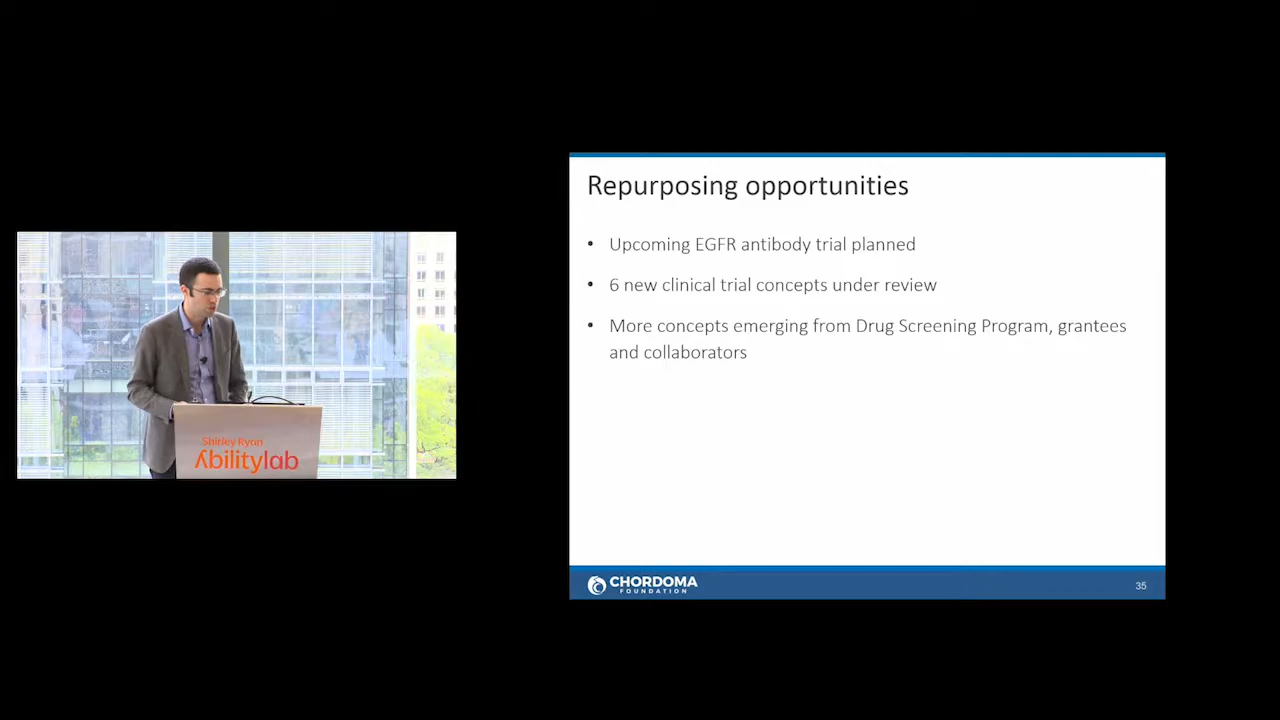 Shirley Ryan
Abilitylab
Repurposing opportunities
• Upcoming EGFR antibody trial planned
• 6 new clinical trial concepts under review
• More concepts emerging from Drug Screening Program, grantees
and collaborators
CHORDOMA
FOUNDATION
35